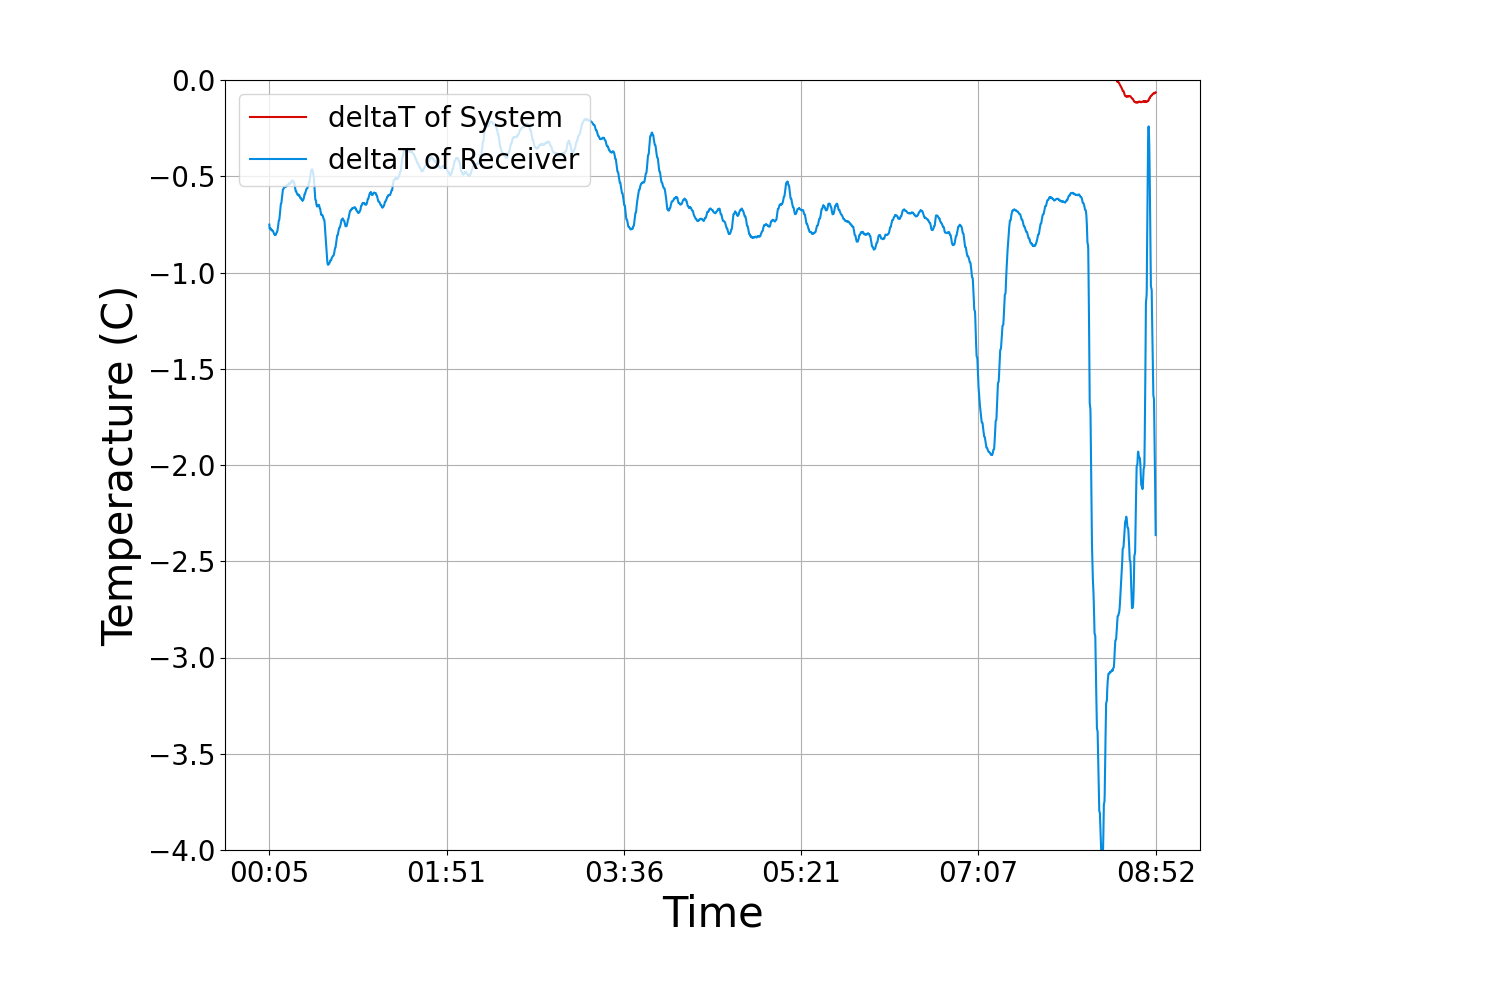 0.0
−0.5
−1.0
−1.5
−2.0
−2.5
−3.0
−3.5
−4.0
Temperacture (C)
deltaT of System
deltaT of Receiver
00:05 01:51 03:36 05:21 07:07 08:52
Time